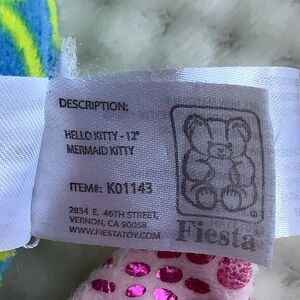 DESCRIPTION:
HELLO KITTY - 12"
MERMAID KITTY
ITEM#: K01143
2834 E. 46TH STREET,
VERNON, CA 90058
WWW.FIESTATOY.COM
Fiesta®